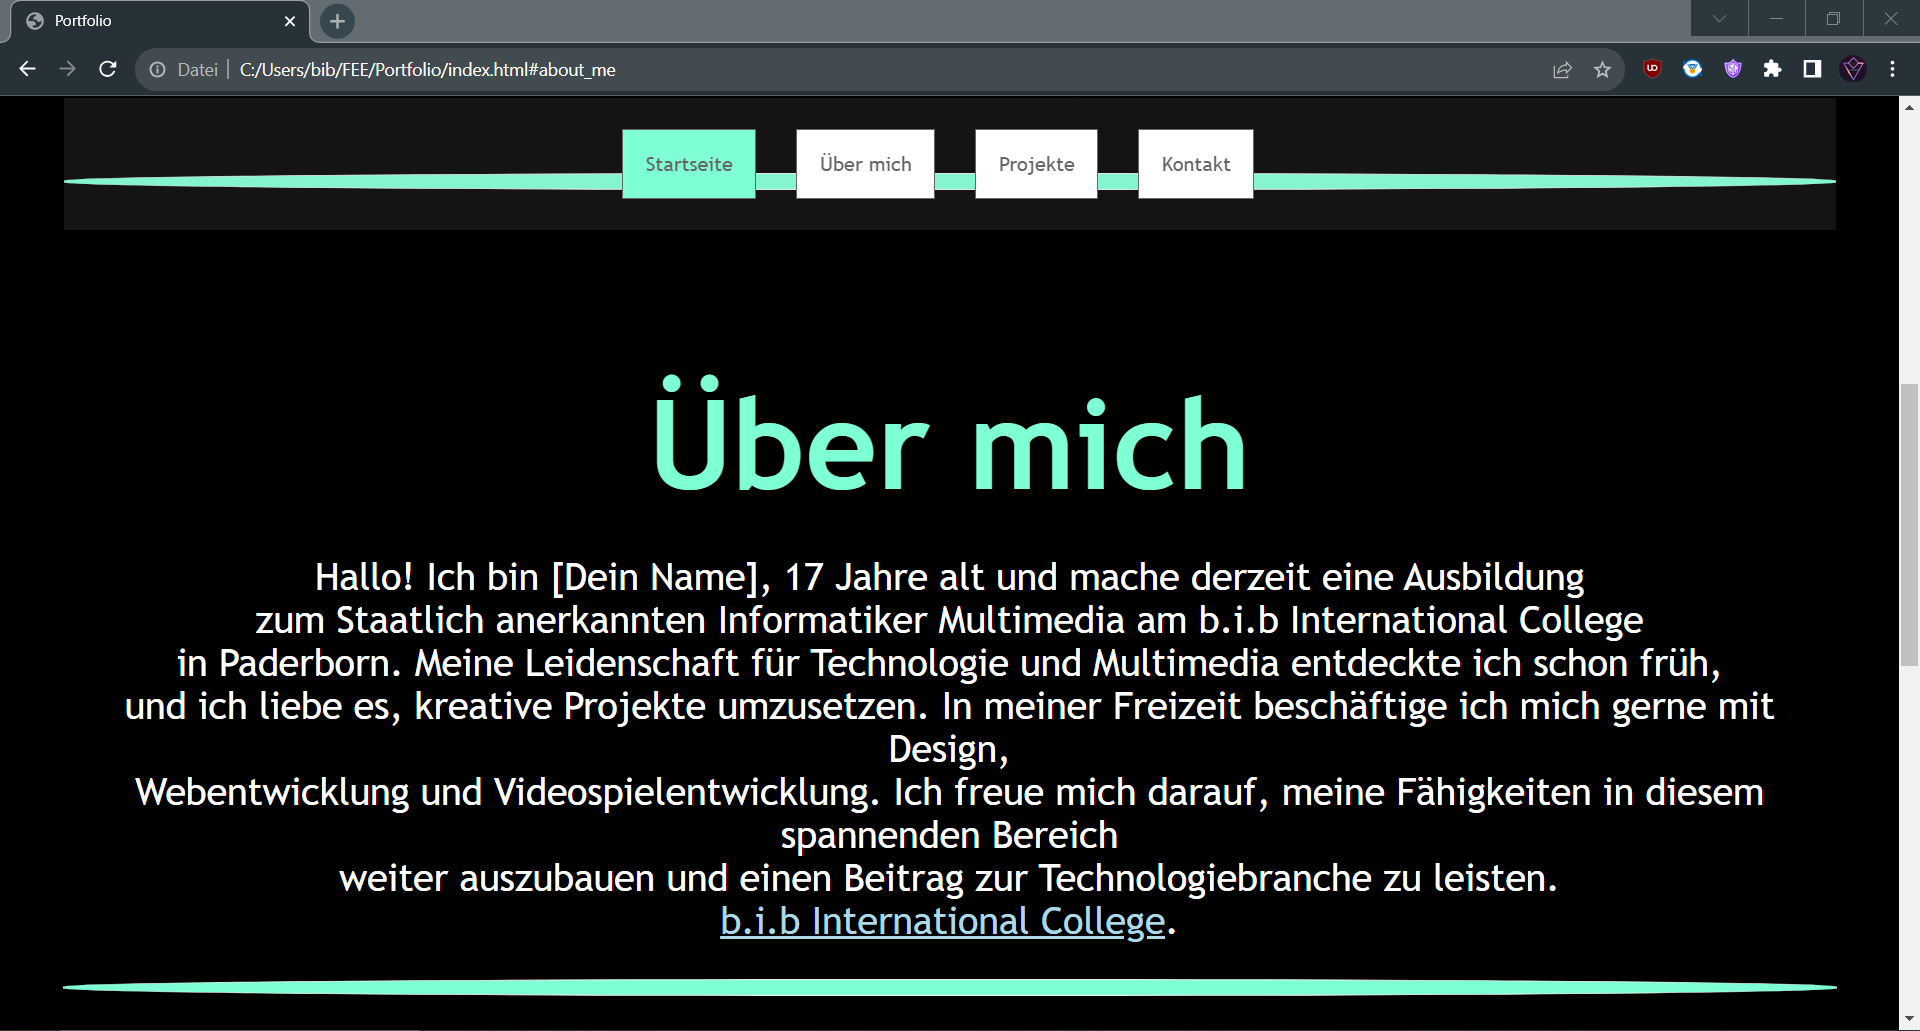 Portfolio
Datei C:/Users/bib/FEE/Portfolio/index.html#about_me
Startseite Über mich Projekte Kontakt
Über mich
Hallo! Ich bin [Dein Name], 17 Jahre alt und mache derzeit eine Ausbildung
zum Staatlich anerkannten Informatiker Multimedia am b.i.b International College
in Paderborn. Meine Leidenschaft für Technologie und Multimedia entdeckte ich schon früh,
und ich liebe es, kreative Projekte umzusetzen. In meiner Freizeit beschäftige ich mich gerne mit
Design,
Webentwicklung und Videospielentwicklung. Ich freue mich darauf, meine Fähigkeiten in diesem
spannenden Bereich
weiter auszubauen und einen Beitrag zur Technologiebranche zu leisten.
b.i.b International College.